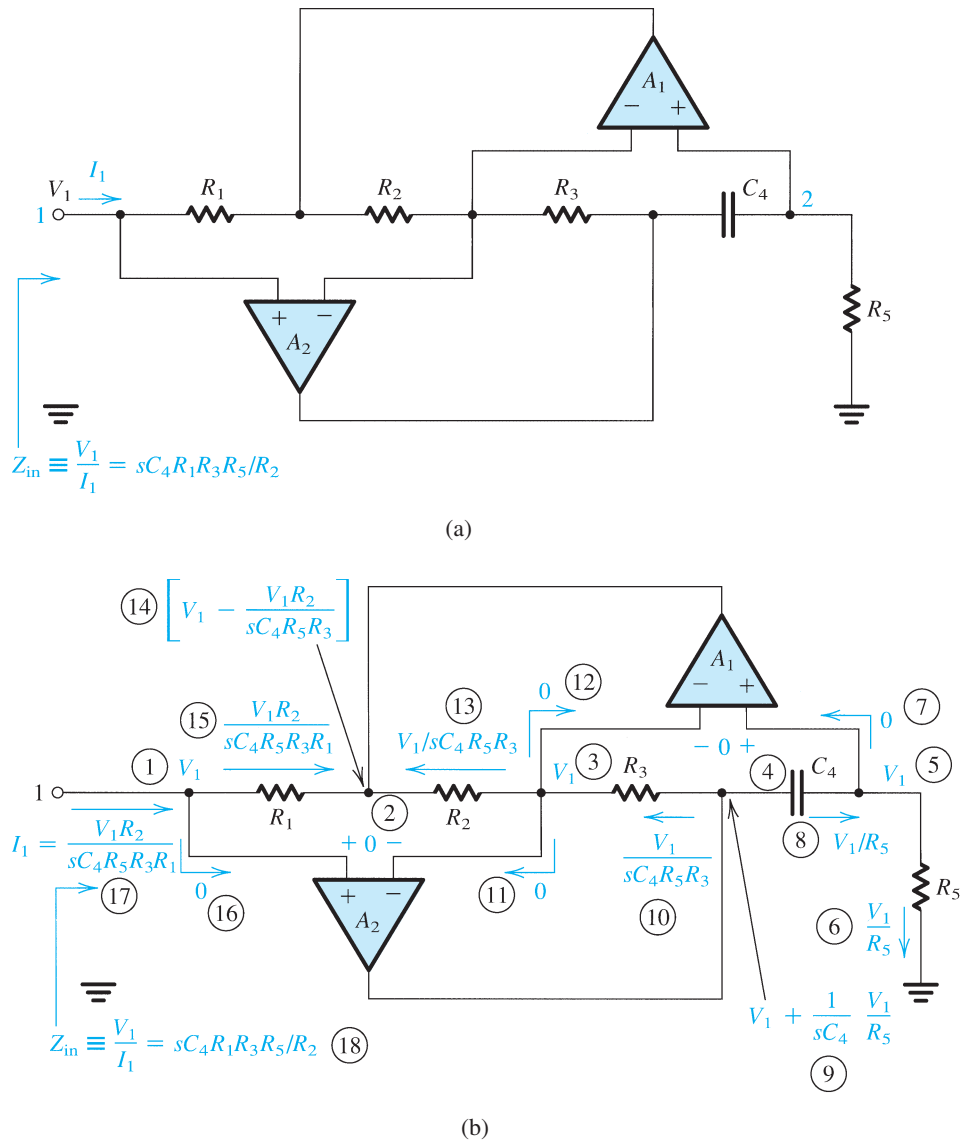 A₁
− +
I₁
V₁
1
R₁
R₂
R₃
C₄
2
+ −
A₂
R₅
Z_in ≡ V₁/I₁ = sC₄R₁R₃R₅/R₂
(a)
⑭ [V₁ − V₁R₂/(sC₄R₅R₃)]
A₁
− +
0 ⑫
⑦
0
⑮ V₁R₂/(sC₄R₅R₃R₁)
⑬
V₁/sC₄R₅R₃
− 0 +
① V₁
V₁ ③
R₃
④ C₄
V₁ ⑤
1
R₁
②
R₂
+ 0 −
⑧ V₁/R₅
I₁ = V₁R₂/(sC₄R₅R₃R₁)
V₁/(sC₄R₅R₃)
⑰
0
⑯
+ −
A₂
⑪ 0
⑩
R₅
⑥ V₁/R₅
V₁ + 1/(sC₄) V₁/R₅
⑨
Z_in ≡ V₁/I₁ = sC₄R₁R₃R₅/R₂ ⑱
(b)